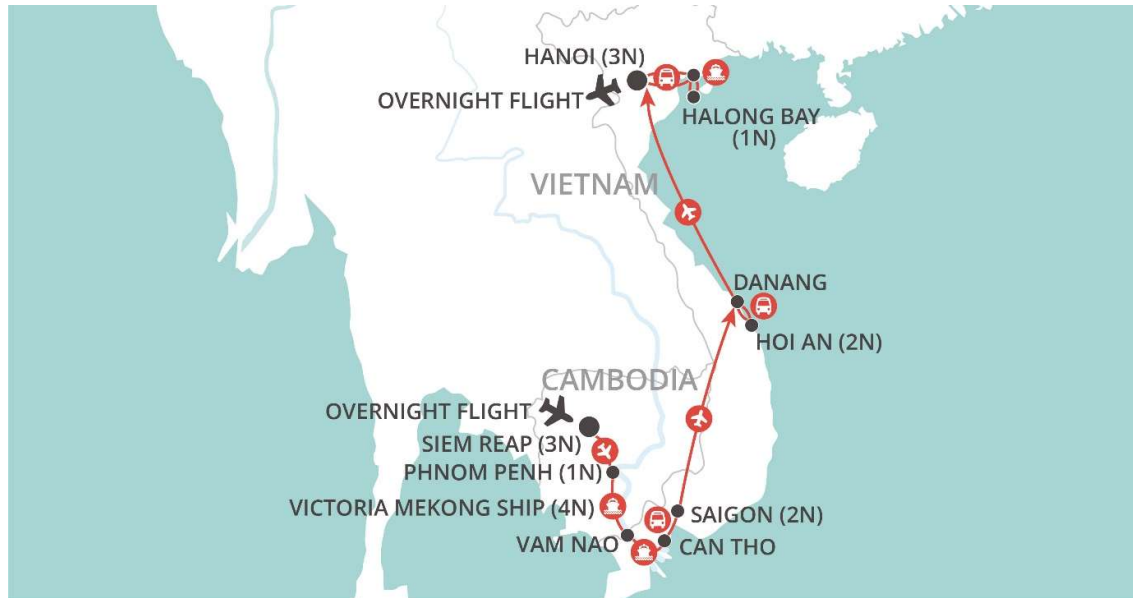 HANOI (3N)
OVERNIGHT FLIGHT
HALONG BAY
(1N)
VIETNAM
DANANG
HOI AN (2N)
CAMBODIA
OVERNIGHT FLIGHT
SIEM REAP (3N)
PHNOM PENH (1N)
VICTORIA MEKONG SHIP (4N)
SAIGON (2N)
VAM NAO
CAN THO